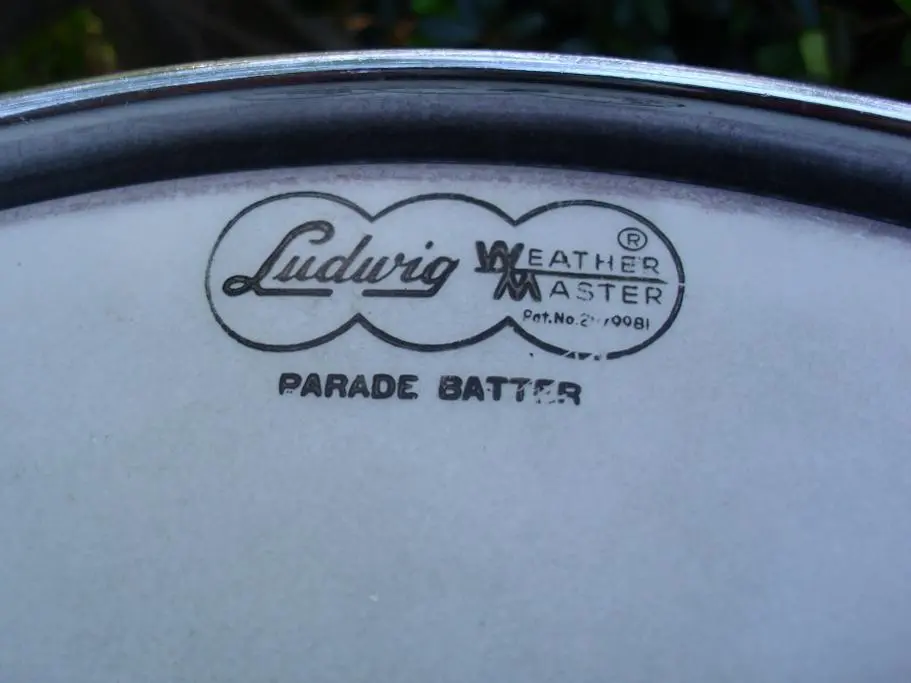 Ludwig
WEATHER ®
MASTER
Pat.No.
PARADE BATTER